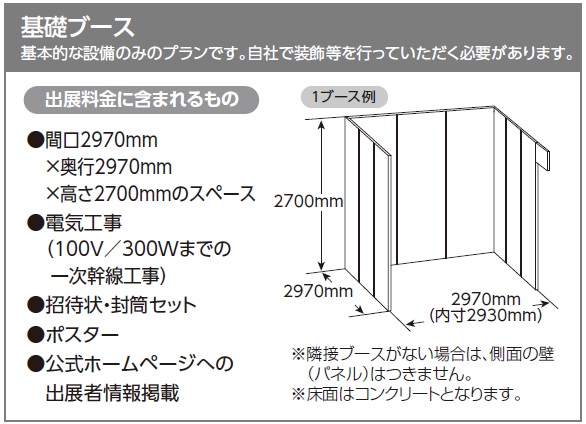 基礎ブース
基本的な設備のみのプランです。自社で装飾等を行っていただく必要があります。
出展料金に含まれるもの
●間口2970mm
×奥行2970mm
×高さ2700mmのスペース
●電気工事
(100V／300Wまでの
一次幹線工事)
●招待状・封筒セット
●ポスター
●公式ホームページへの
出展者情報掲載
1ブース例
2700mm
2970mm
2970mm
(内寸2930mm)
※隣接ブースがない場合は、側面の壁
(パネル)はつきません。
※床面はコンクリートとなります。